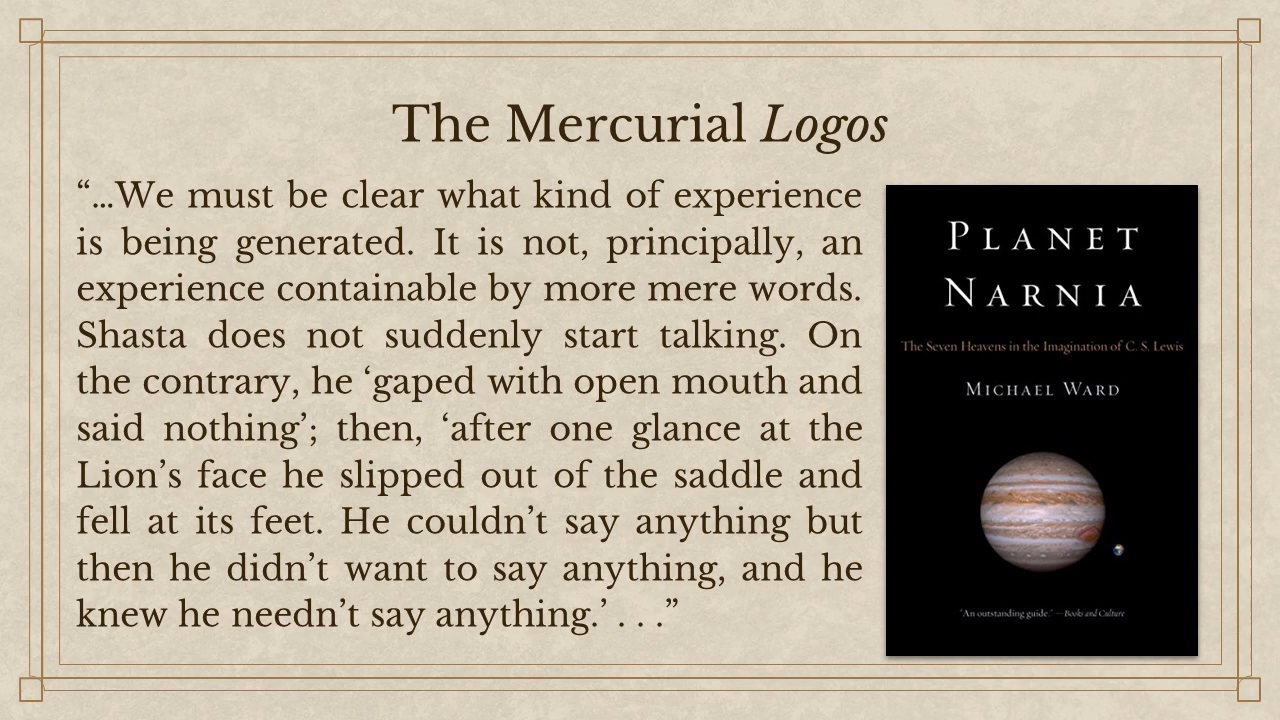 The Mercurial Logos
“…We must be clear what kind of experience
is being generated. It is not, principally, an
experience containable by more mere words.
Shasta does not suddenly start talking. On
the contrary, he ‘gaped with open mouth and
said nothing’; then, ‘after one glance at the
Lion’s face he slipped out of the saddle and
fell at its feet. He couldn’t say anything but
then he didn’t want to say anything, and he
knew he needn’t say anything.’ . . .”
PLANET
NARNIA
The Seven Heavens in the Imagination of C. S. Lewis
MICHAEL WARD
“An outstanding guide.” —Books and Culture